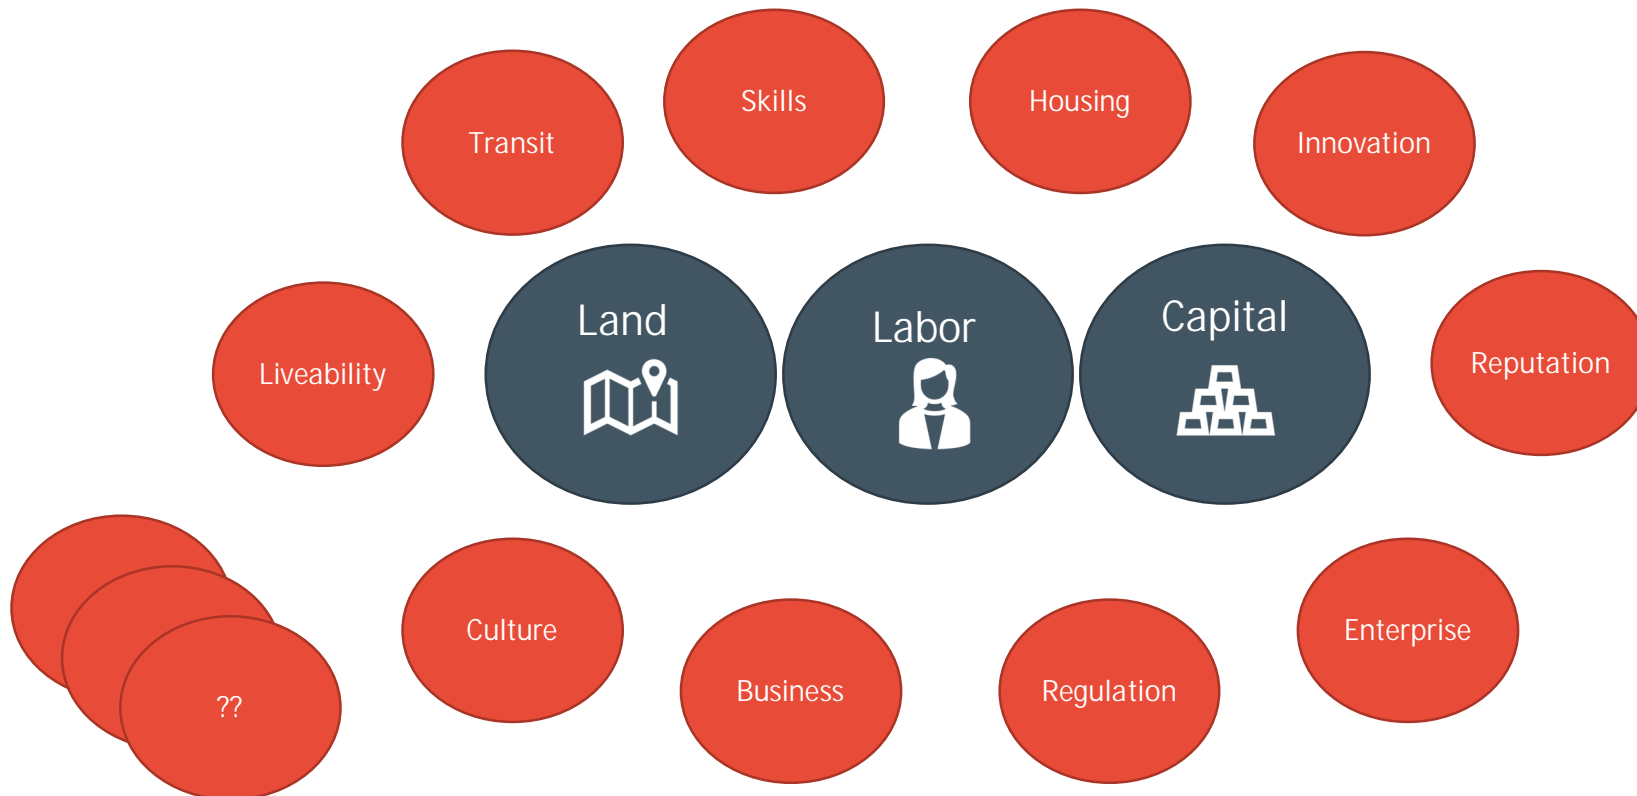 Skills
Housing
Transit
Innovation
Land
Labor
Capital
Liveability
Reputation
Culture
Enterprise
Business
Regulation
??